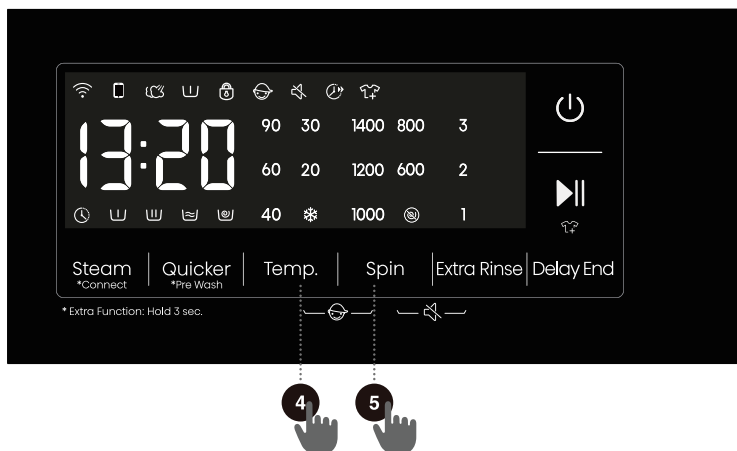 13:20
90 30 1400 800 3
60 20 1200 600 2
40 1000 1
Steam Quicker Temp. Spin Extra Rinse Delay End
*Connect *Pre Wash
* Extra Function: Hold 3 sec.
4 5